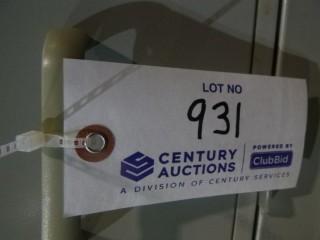 LOT NO
931
CENTURY AUCTIONS
POWERED BY
ClubBid
A DIVISION OF CENTURY SERVICES